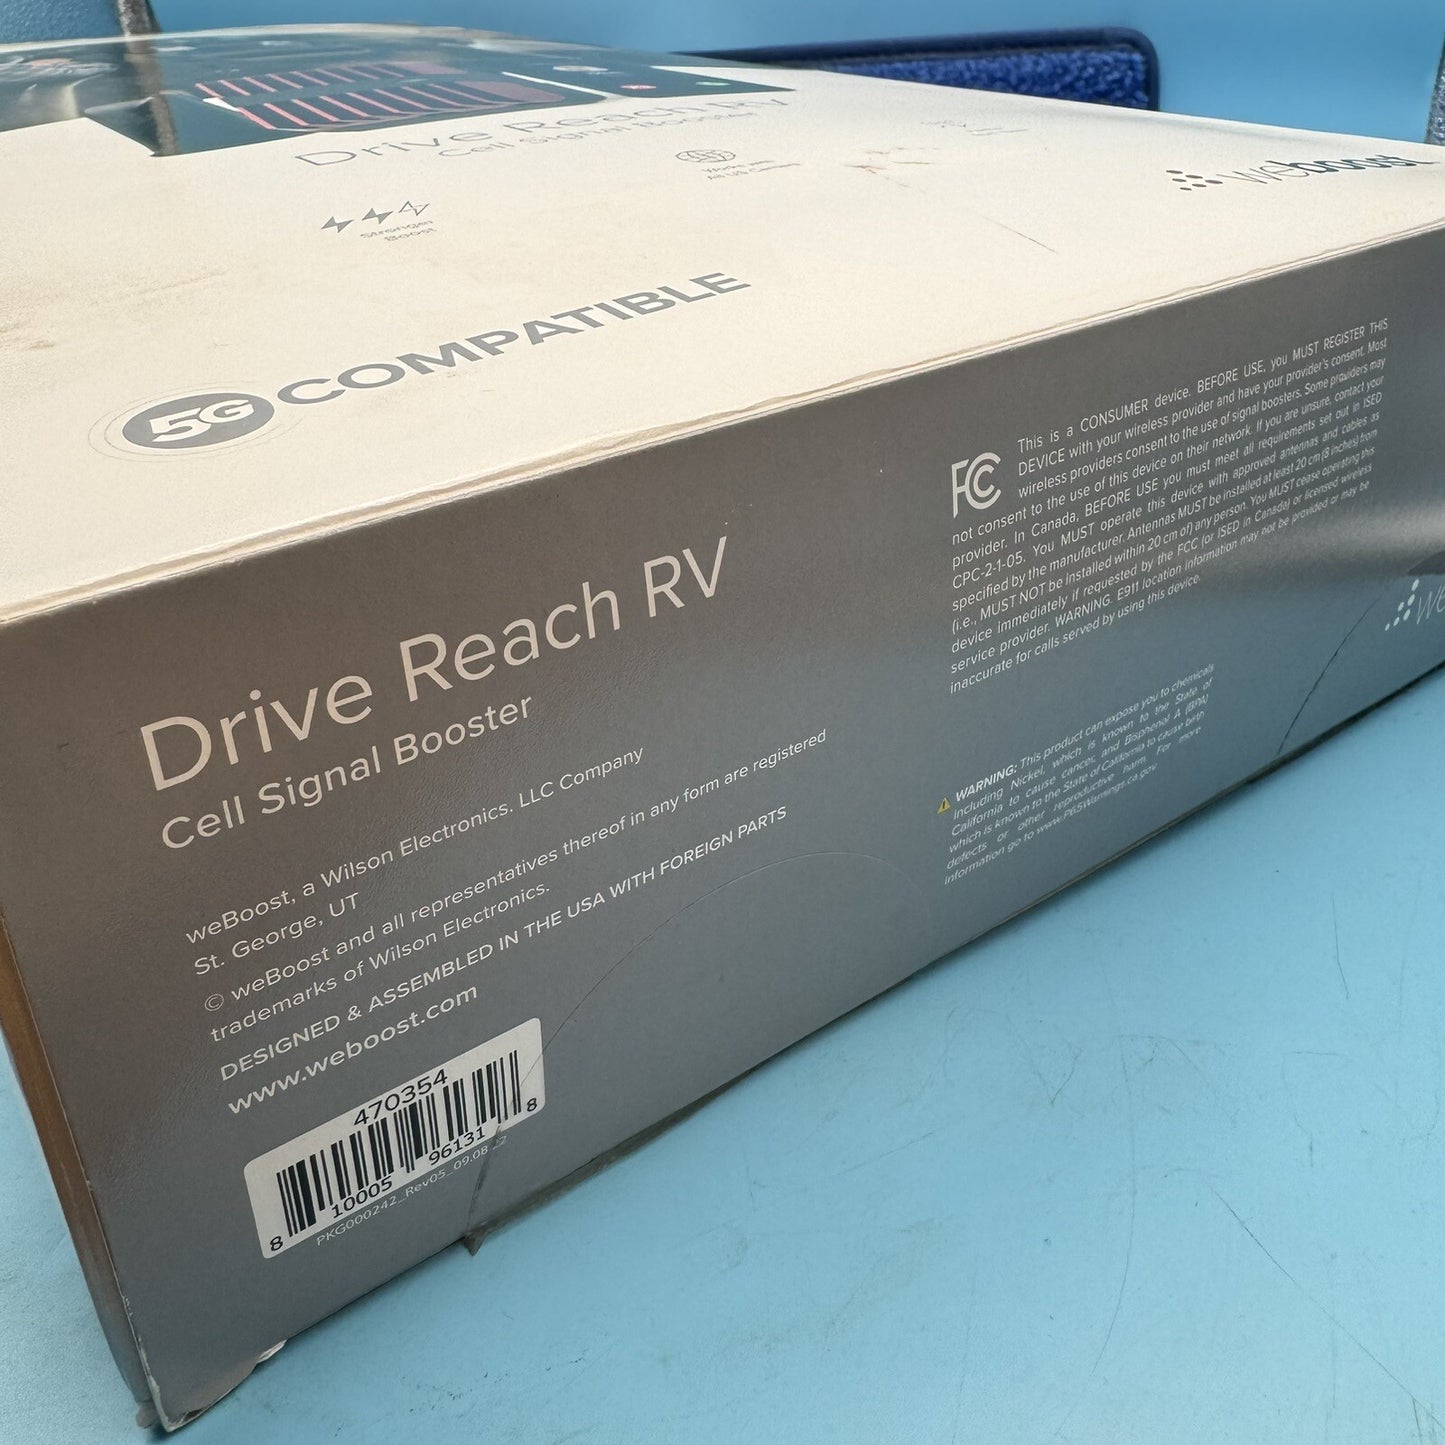 Drive Reach RV
Cell Signal Booster
Stronger
Boost
Works with
All US Carriers
weboost
5G COMPATIBLE
Drive Reach RV
Cell Signal Booster
weBoost, a Wilson Electronics, LLC Company
St. George, UT
© weBoost and all representatives thereof in any form are registered
trademarks of Wilson Electronics.
DESIGNED & ASSEMBLED IN THE USA WITH FOREIGN PARTS
www.weboost.com
470354
8 10005 96131 8
PKG000242_Rev05_09.08
FC
This is a CONSUMER device. BEFORE USE, you MUST REGISTER THIS
DEVICE with your wireless provider and have your provider's consent. Most
wireless providers consent to the use of signal boosters. Some providers may
not consent to the use of this device on their network. If you are unsure, contact your
provider. In Canada, BEFORE USE you must meet all requirements set out in ISED
CPC-2-1-05. You MUST operate this device with approved antennas and cables as
specified by the manufacturer. Antennas MUST be installed at least 20 cm (8 inches) from
(i.e., MUST NOT be installed within 20 cm of) any person. You MUST cease operating this
device immediately if requested by the FCC (or ISED in Canada) or licensed wireless
service provider. WARNING. E911 location information may not be provided or may be
inaccurate for calls served by using this device.
WARNING: This product can expose you to chemicals
including Nickel, which is known to the State of
California to cause cancer, and Bisphenol A (BPA)
which is known to the State of California to cause birth
defects or other reproductive harm. For more
information go to www.P65Warnings.ca.gov
we